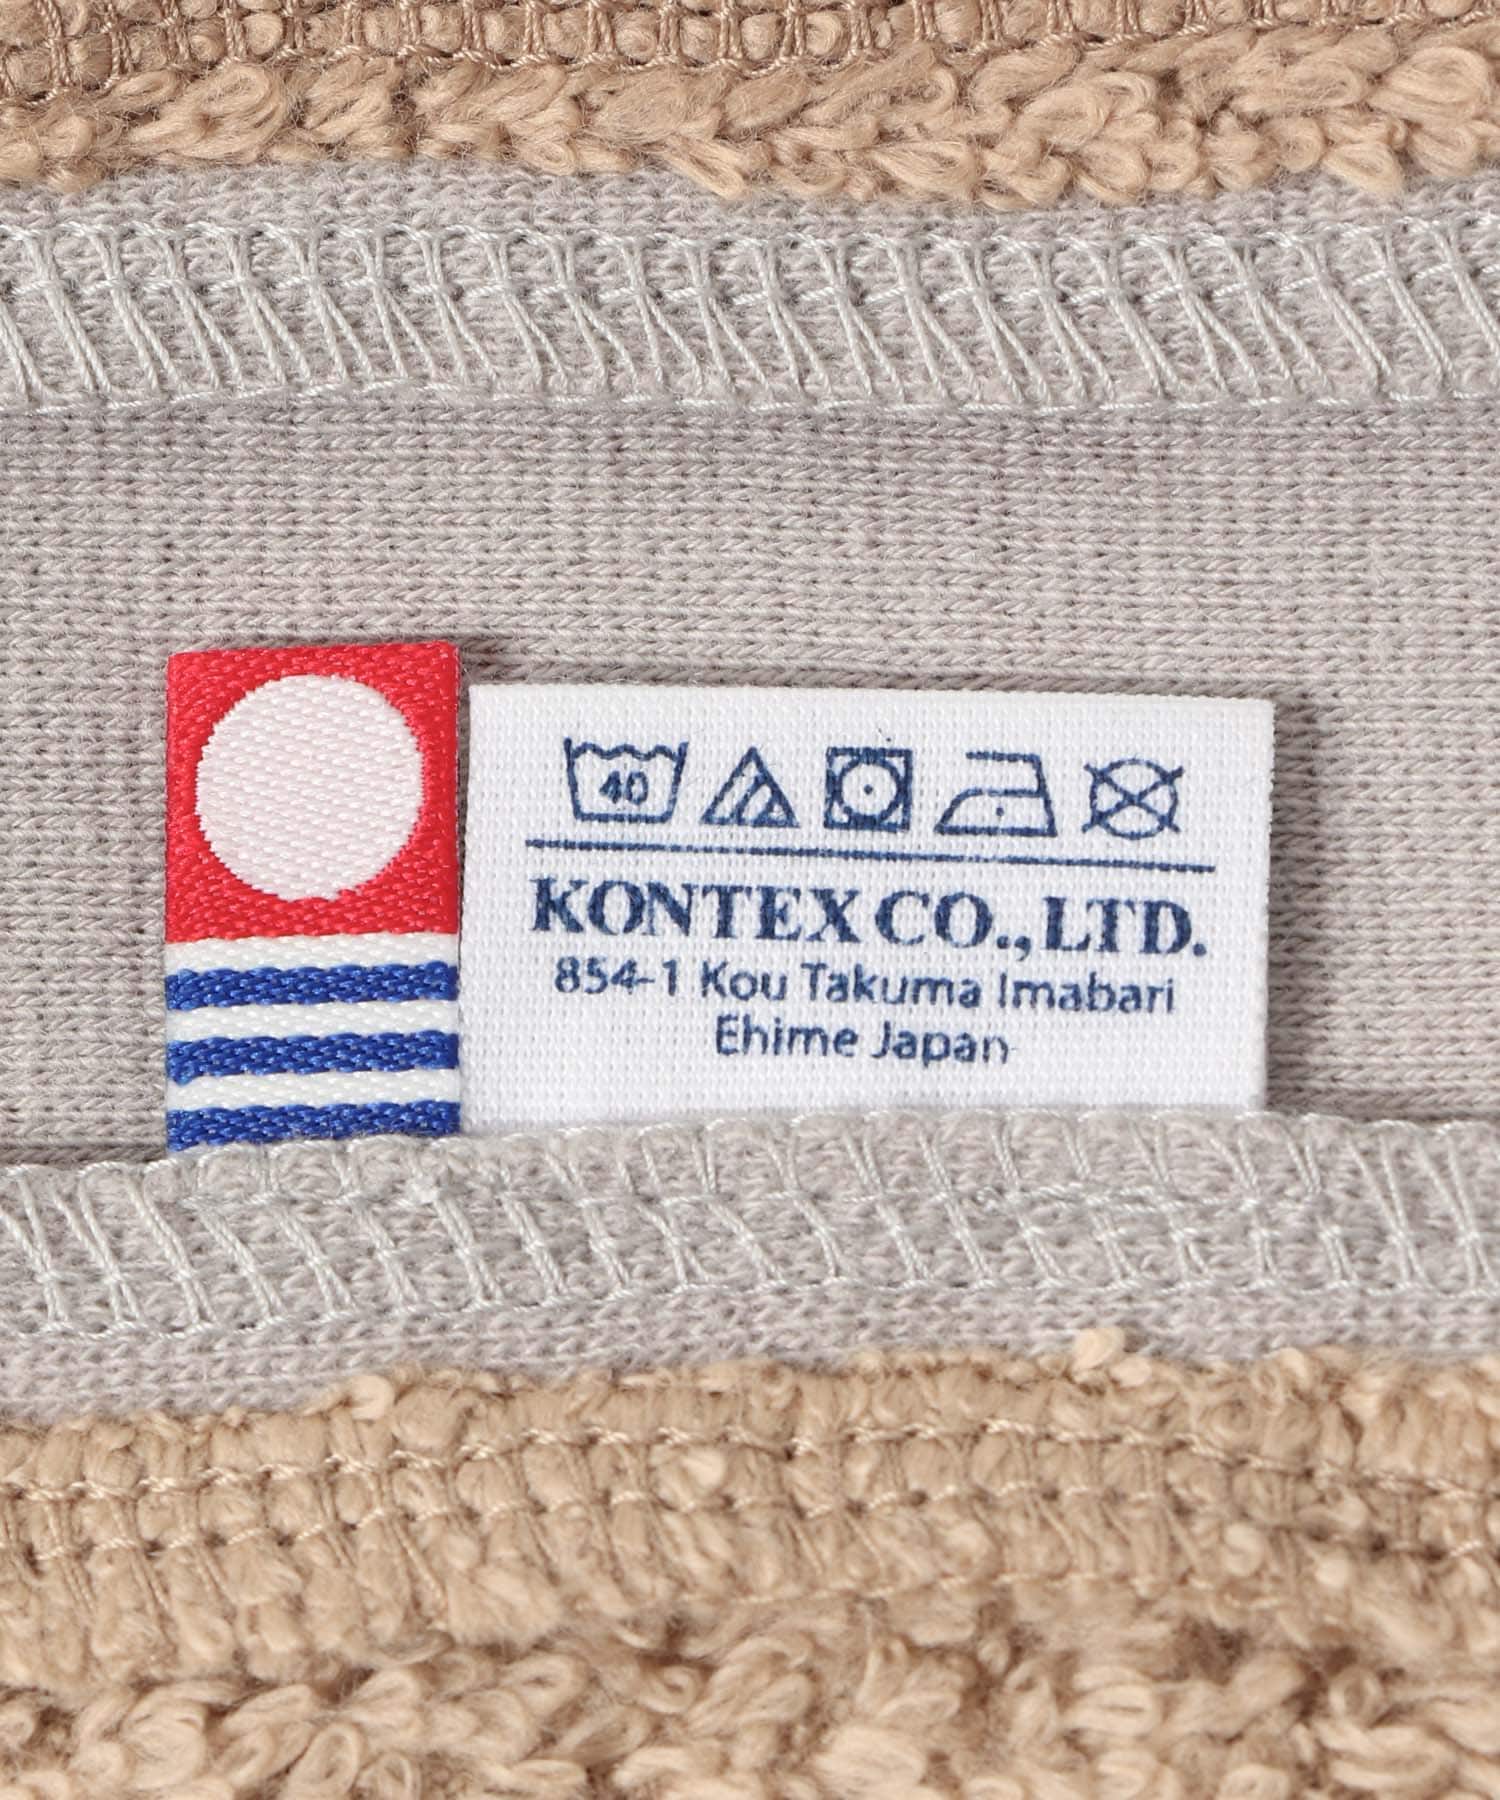 40
KONTEX CO., LTD.
854-1 Kou Takuma Imabari
Ehime Japan